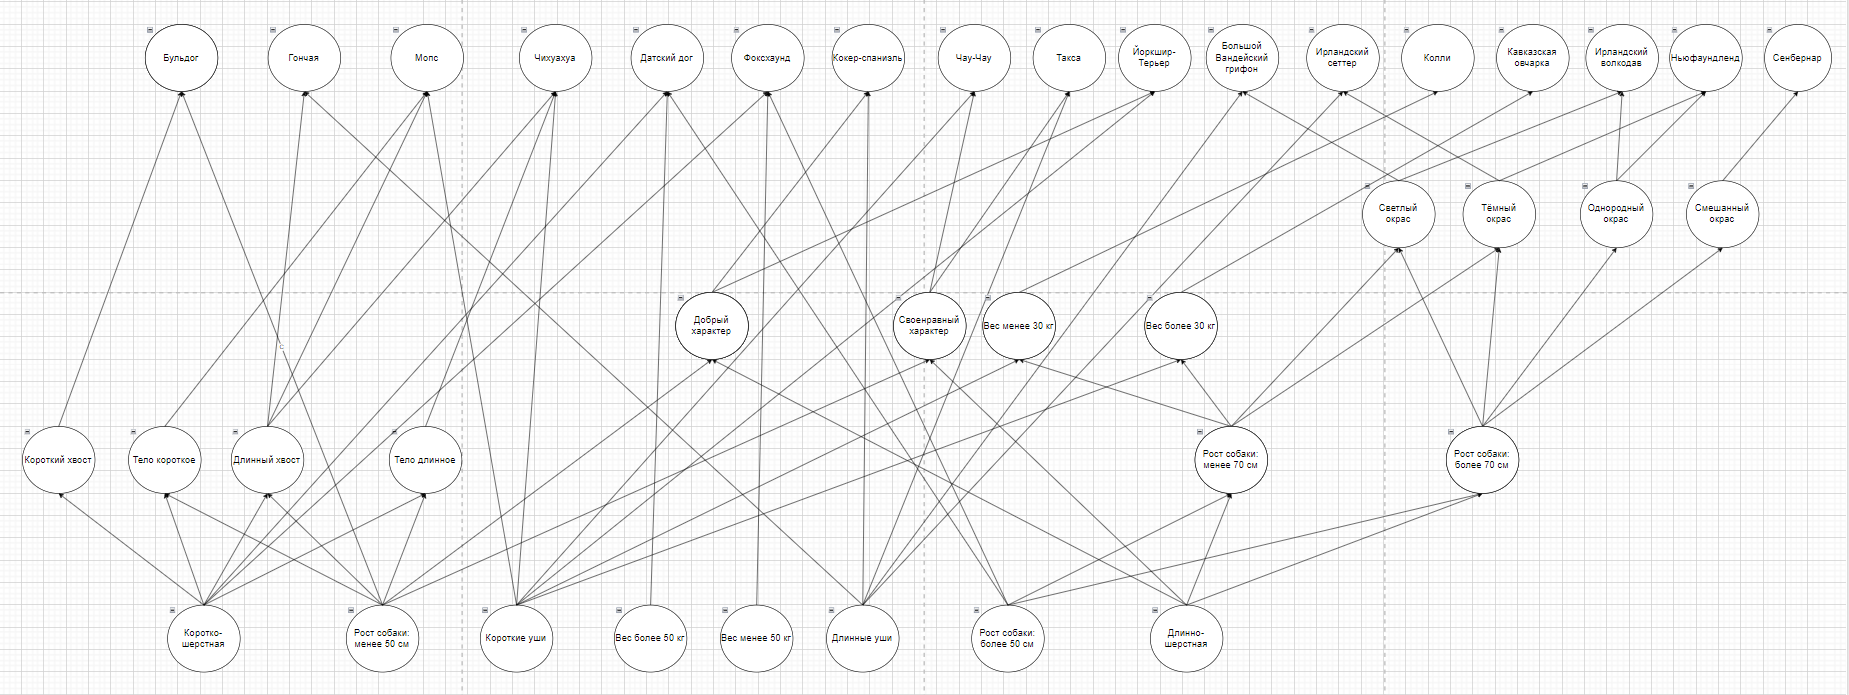 Бульдог
Гончая
Мопс
Чихуахуа
Датский дог
Фоксхаунд
Кокер-спаниэль
Чау-Чау
Такса
Йоркшир-
Терьер
Большой
Вандейский
грифон
Ирландский
сеттер
Колли
Кавказская
овчарка
Ирландский
волкодав
Ньюфаундленд
Сенбернар
Светлый
окрас
Тёмный
окрас
Однородный
окрас
Смешанный
окрас
Добрый
характер
Своенравный
характер
Вес менее 30 кг
Вес более 30 кг
Короткий хвост
Тело короткое
Длинный хвост
Тело длинное
Рост собаки:
менее 70 см
Рост собаки:
более 70 см
Коротко-
шерстная
Рост собаки:
менее 50 см
Короткие уши
Вес более 50 кг
Вес менее 50 кг
Длинные уши
Рост собаки:
более 50 см
Длинно-
шерстная